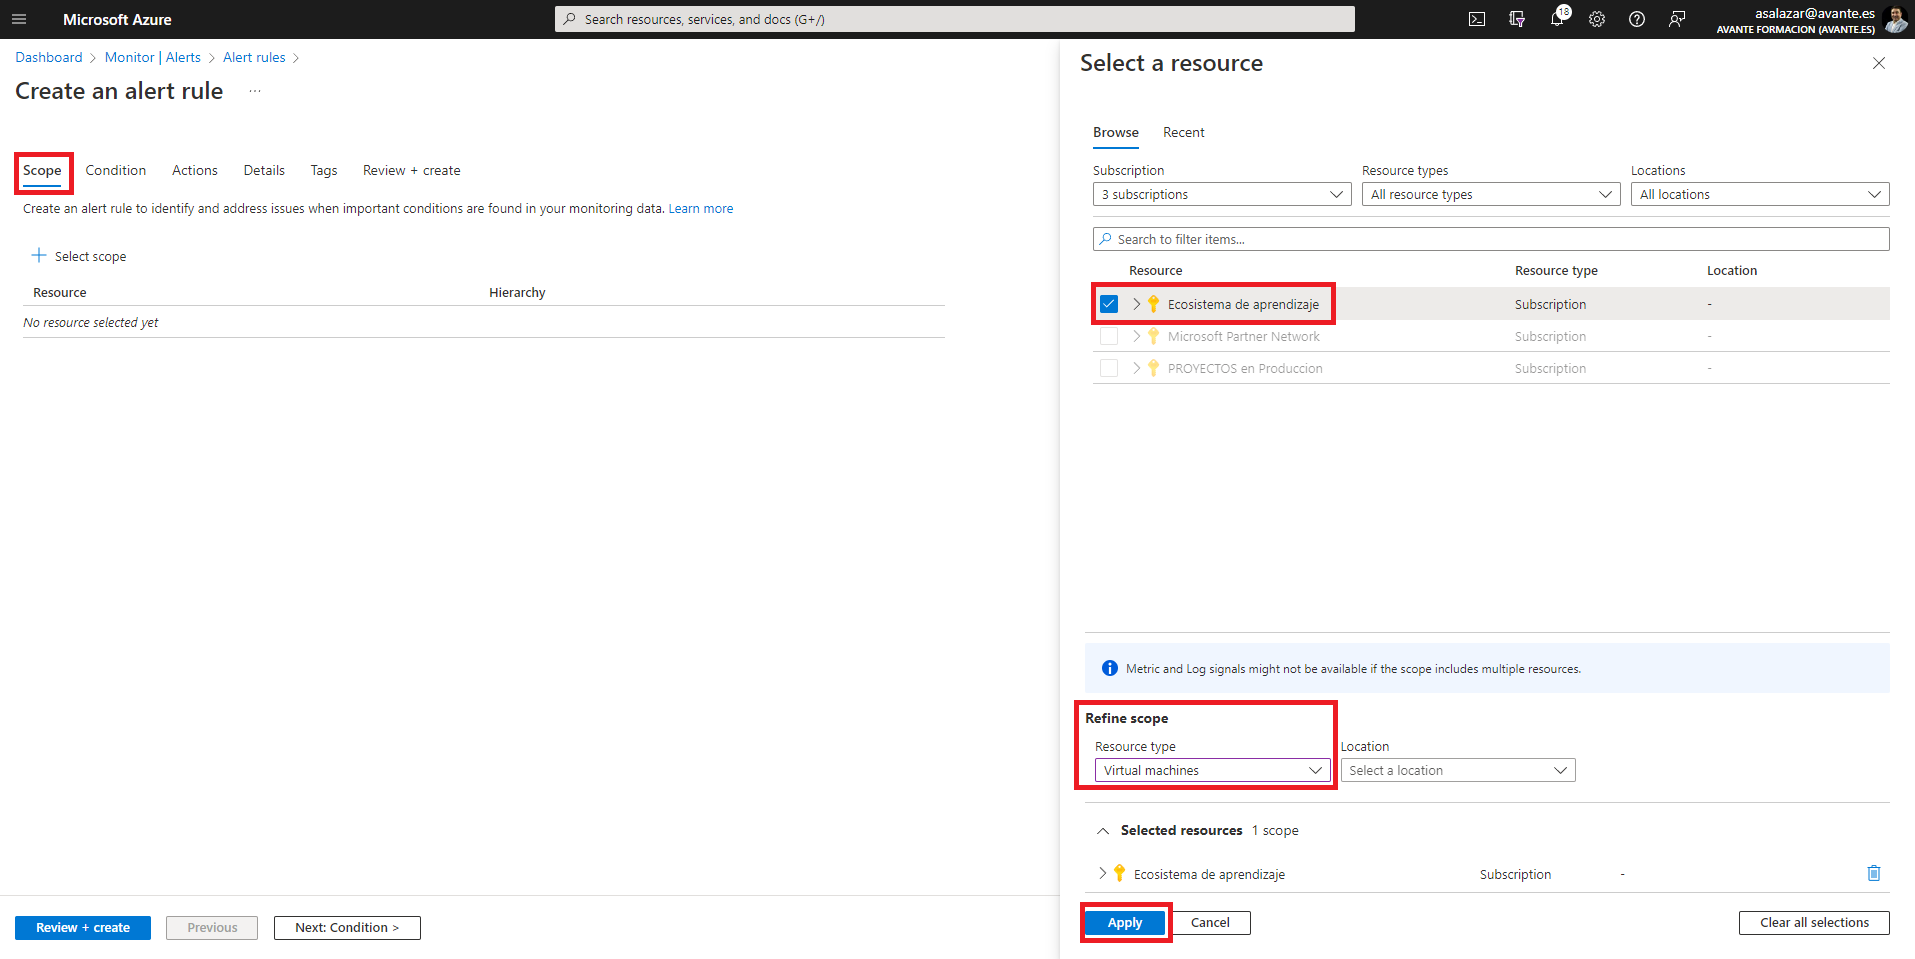 Microsoft Azure
Search resources, services, and docs (G+/)
18
asalazar@avante.es
AVANTE FORMACION (AVANTE.ES)
Dashboard > Monitor | Alerts > Alert rules >
Create an alert rule ...
Scope Condition Actions Details Tags Review + create
Create an alert rule to identify and address issues when important conditions are found in your monitoring data. Learn more
+ Select scope
Resource Hierarchy
No resource selected yet
Review + create Previous Next: Condition >
Select a resource
Browse Recent
Subscription Resource types Locations
3 subscriptions All resource types All locations
Search to filter items...
Resource Resource type Location
Ecosistema de aprendizaje Subscription -
Microsoft Partner Network Subscription -
PROYECTOS en Produccion Subscription -
Metric and Log signals might not be available if the scope includes multiple resources.
Refine scope
Resource type Location
Virtual machines Select a location
Selected resources 1 scope
Ecosistema de aprendizaje Subscription -
Apply Cancel Clear all selections